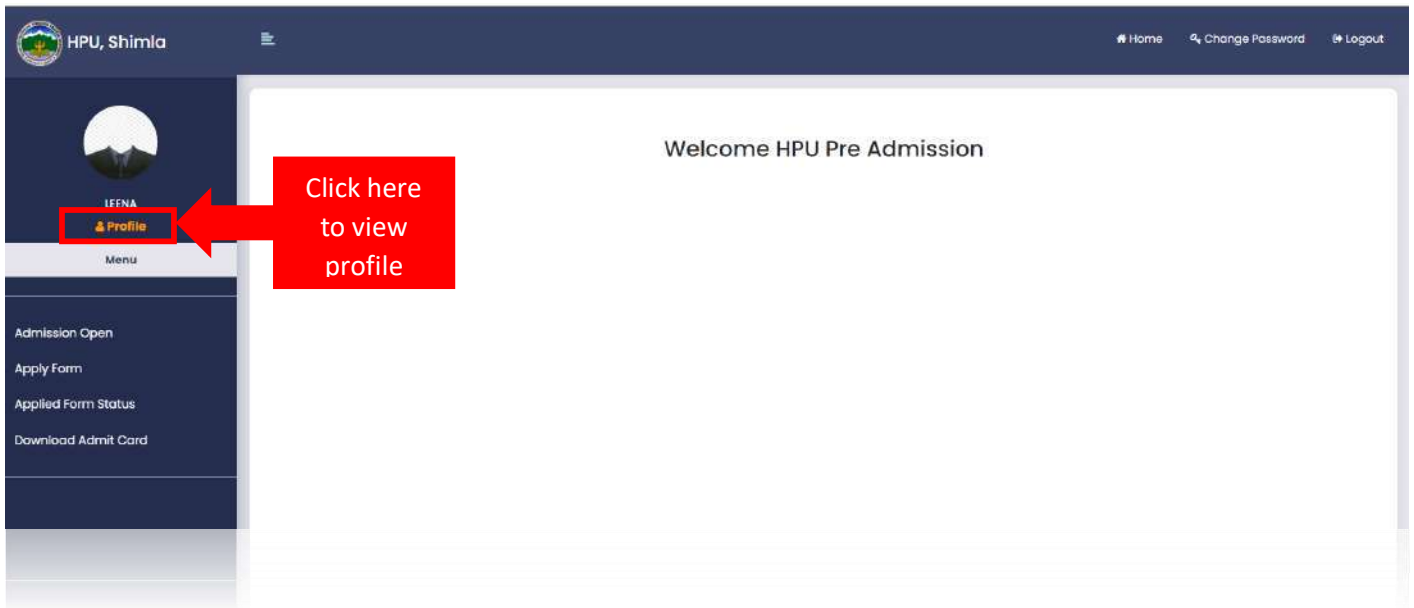 HPU, Shimla
Home Change Password Logout
Welcome HPU Pre Admission
LEENA
Profile
Click here
to view
profile
Menu
Admission Open
Apply Form
Applied Form Status
Download Admit Card